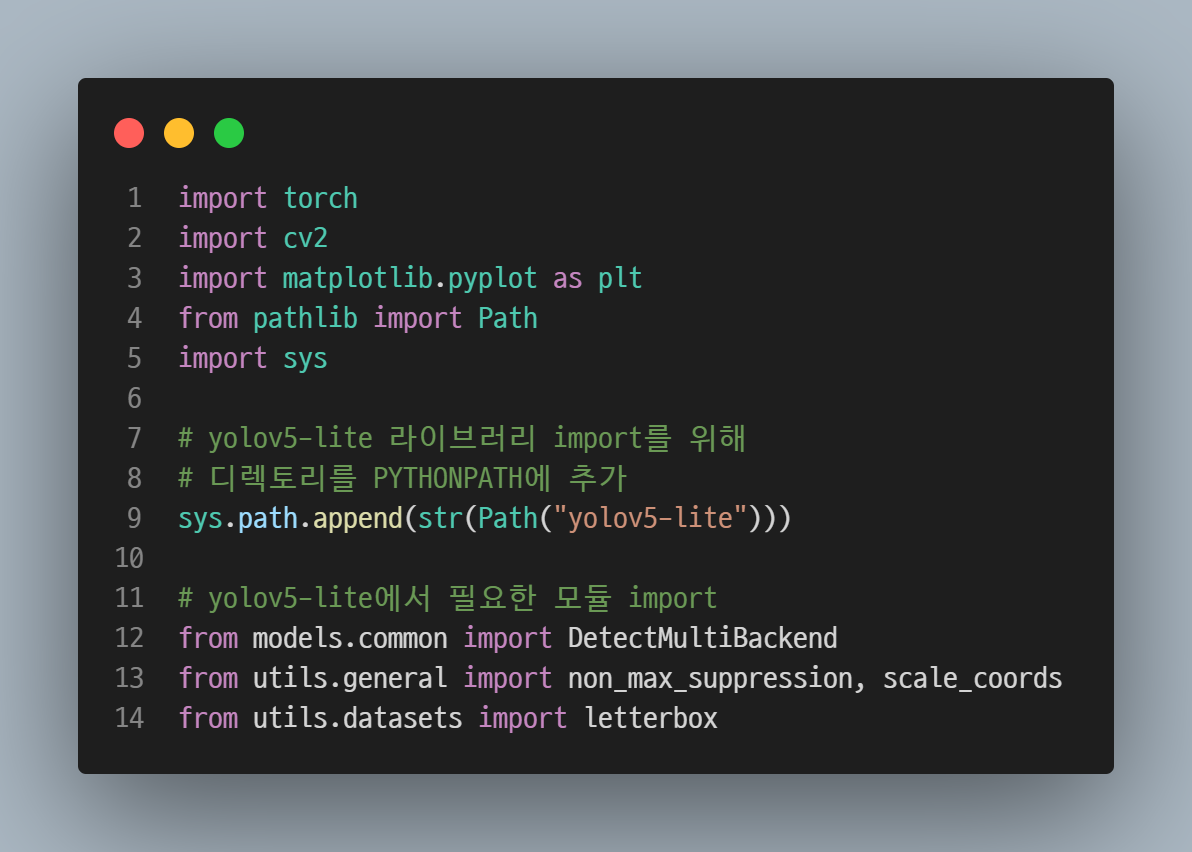 1 import torch
2 import cv2
3 import matplotlib.pyplot as plt
4 from pathlib import Path
5 import sys
6
7 # yolov5-lite 라이브러리 import를 위해
8 # 디렉토리를 PYTHONPATH에 추가
9 sys.path.append(str(Path("yolov5-lite")))
10
11 # yolov5-lite에서 필요한 모듈 import
12 from models.common import DetectMultiBackend
13 from utils.general import non_max_suppression, scale_coords
14 from utils.datasets import letterbox